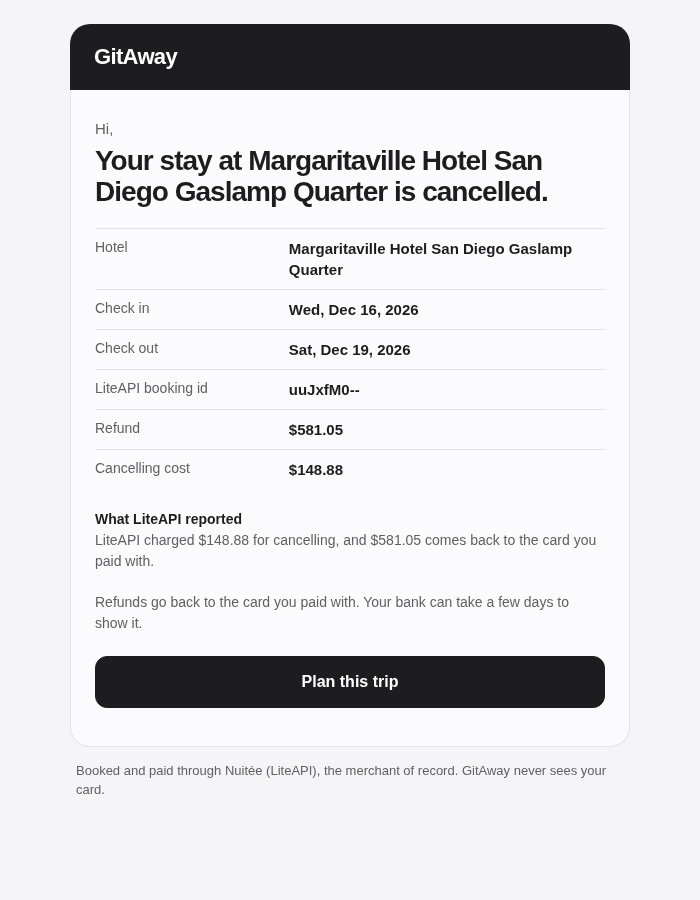 GitAway
Hi,
Your stay at Margaritaville Hotel San
Diego Gaslamp Quarter is cancelled.
Hotel
Margaritaville Hotel San Diego Gaslamp
Quarter
Check in
Wed, Dec 16, 2026
Check out
Sat, Dec 19, 2026
LiteAPI booking id
uuJxfM0--
Refund
$581.05
Cancelling cost
$148.88
What LiteAPI reported
LiteAPI charged $148.88 for cancelling, and $581.05 comes back to the card you
paid with.
Refunds go back to the card you paid with. Your bank can take a few days to
show it.
Plan this trip
Booked and paid through Nuitée (LiteAPI), the merchant of record. GitAway never sees your
card.